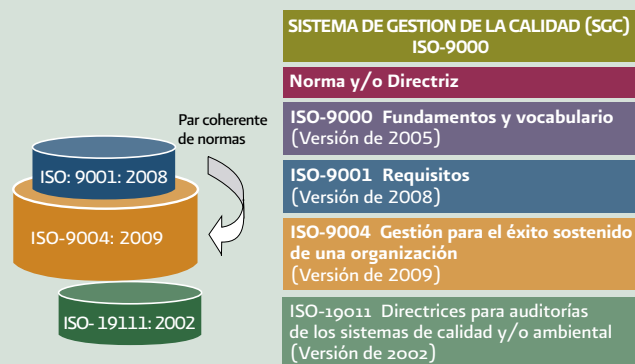 Par coherente
de normas
ISO: 9001: 2008
ISO-9004: 2009
ISO- 19111: 2002
SISTEMA DE GESTION DE LA CALIDAD (SGC)
ISO-9000
Norma y/o Directriz
ISO-9000 Fundamentos y vocabulario
(Versión de 2005)
ISO-9001 Requisitos
(Versión de 2008)
ISO-9004 Gestión para el éxito sostenido
de una organización
(Versión de 2009)
ISO-19011 Directrices para auditorías
de los sistemas de calidad y/o ambiental
(Versión de 2002)